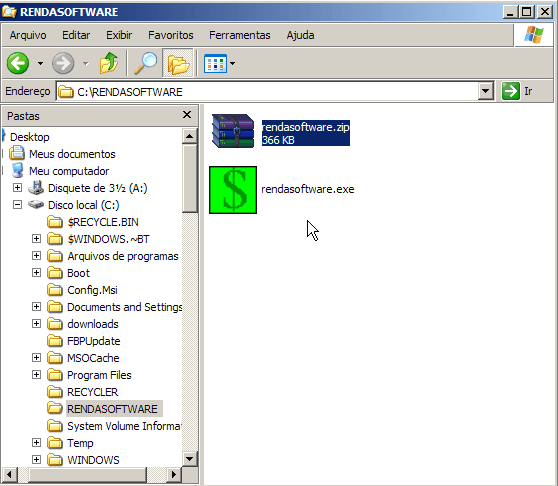 RENDASOFTWARE
Arquivo Editar Exibir Favoritos Ferramentas Ajuda
Endereço C:\RENDASOFTWARE Ir
Pastas
Desktop
Meus documentos
Meu computador
Disquete de 3½ (A:)
Disco local (C:)
$RECYCLE.BIN
$WINDOWS.~BT
Arquivos de programas
Boot
Config.Msi
Documents and Settings
downloads
FBPUpdate
MSOCache
Program Files
RECYCLER
RENDASOFTWARE
System Volume Informa
Temp
WINDOWS
rendasoftware.zip
366 KB
$
rendasoftware.exe